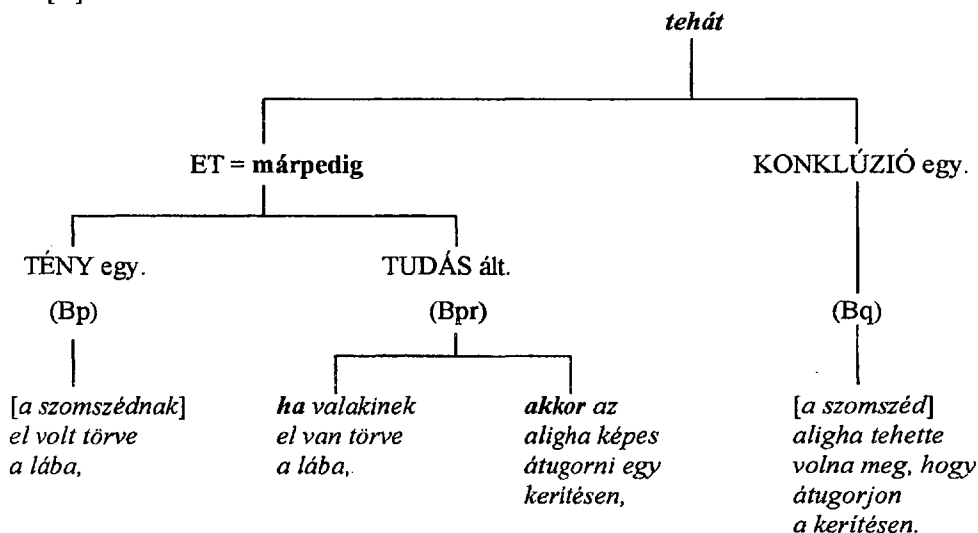 tehát
ET = márpedig
KONKLÚZIÓ egy.
TÉNY egy.
TUDÁS ált.
(Bp)
(Bpr)
(Bq)
[a szomszédnak]
el volt törve
a lába,
ha valakinek
el van törve
a lába,
akkor az
aligha képes
átugorni egy
kerítésen,
[a szomszéd]
aligha tehette
volna meg, hogy
átugorjon
a kerítésen.